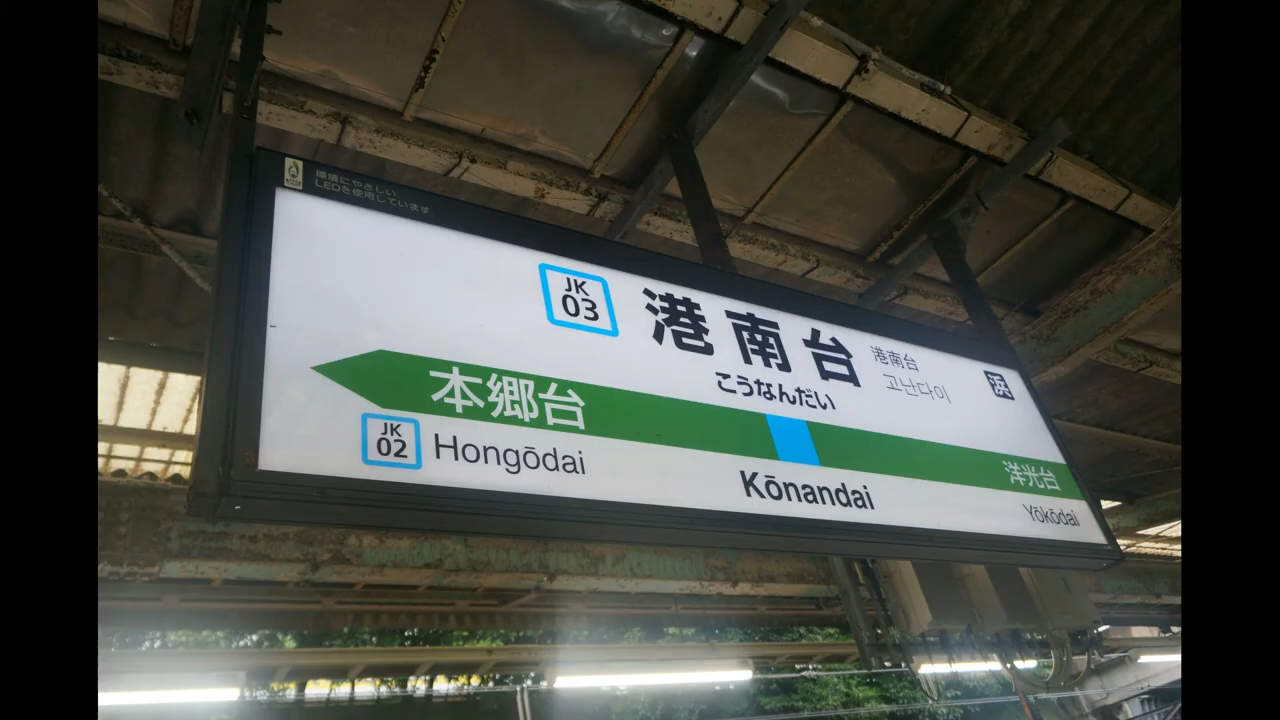 環境にやさしい
LEDを使用しています
JK
03
港南台
港南台
고난다이
浜
こうなんだい
本郷台
洋光台
JK
02
Hongōdai
Kōnandai
Yōkōdai